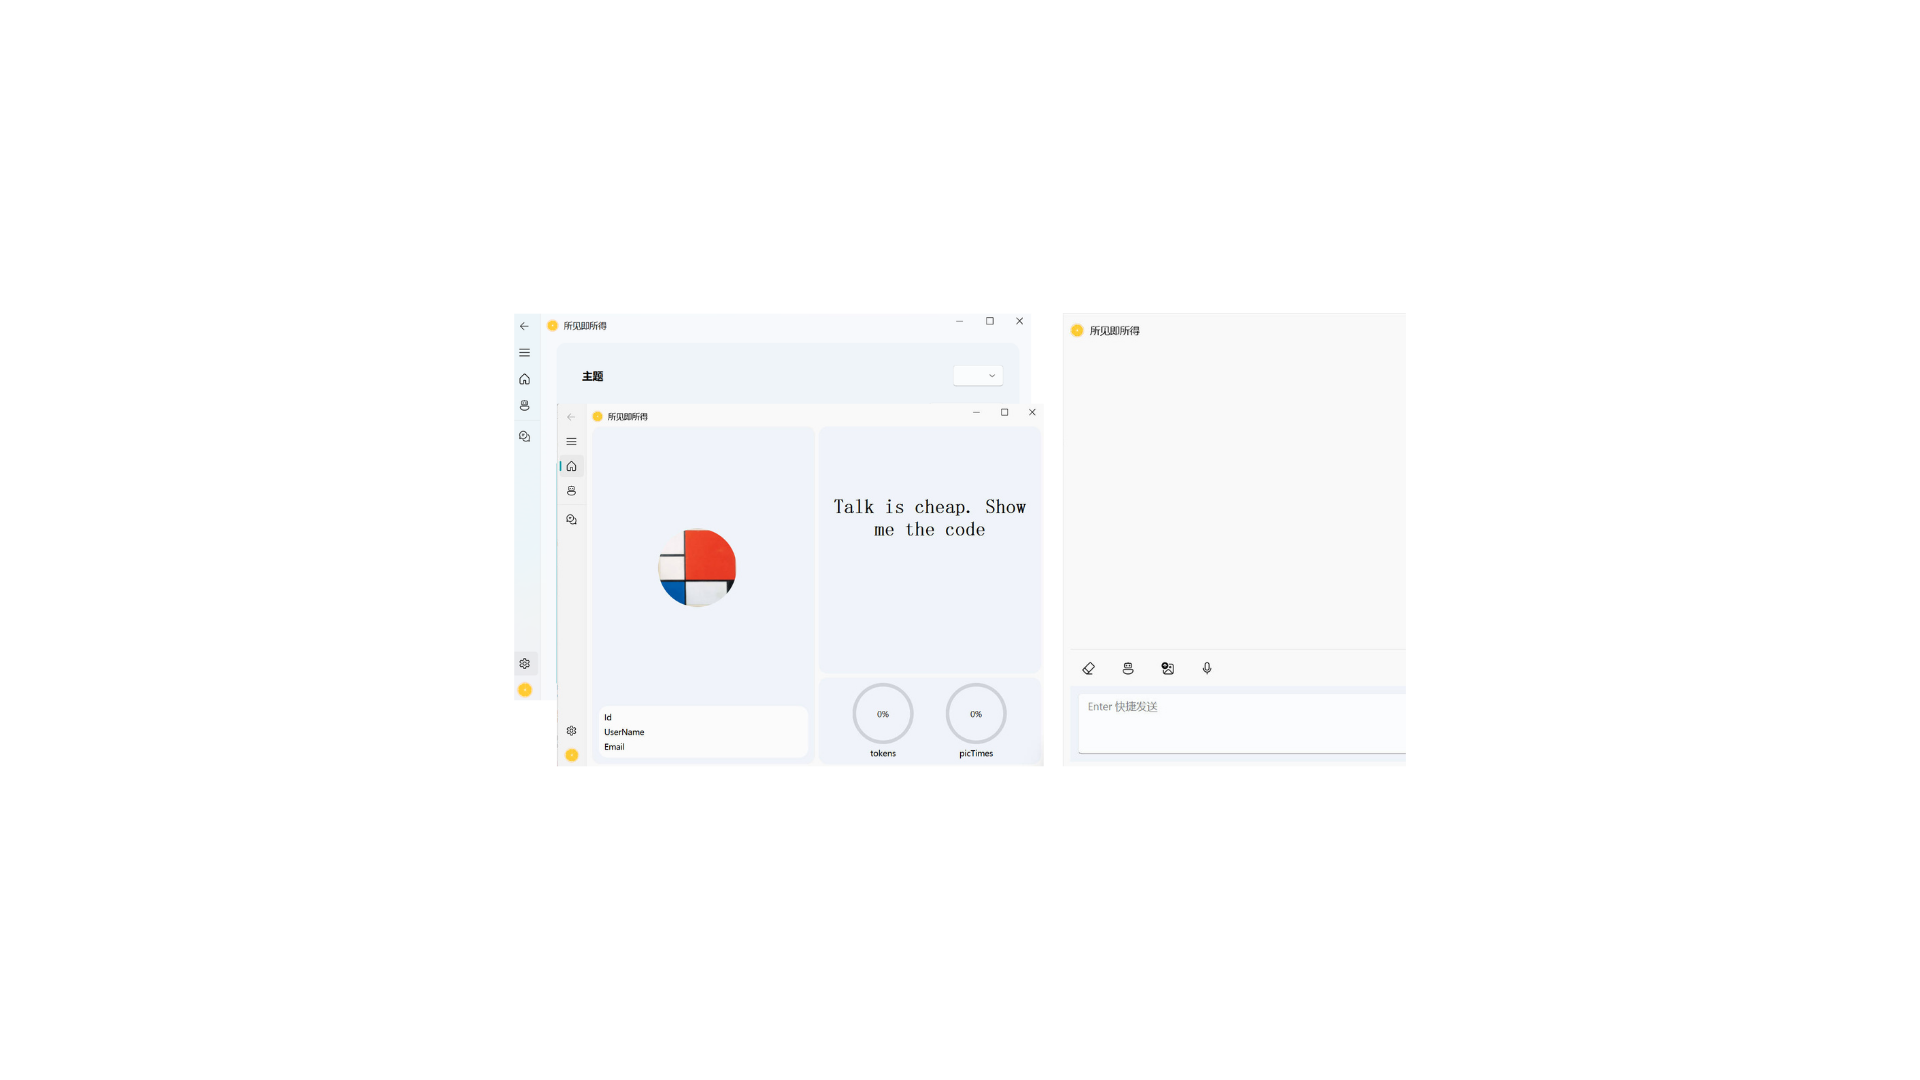 所见即所得
主题
所见即所得
Talk is cheap. Show
me the code
Id
UserName
Email
0%
0%
tokens
picTimes
所见即所得
Enter 快捷发送